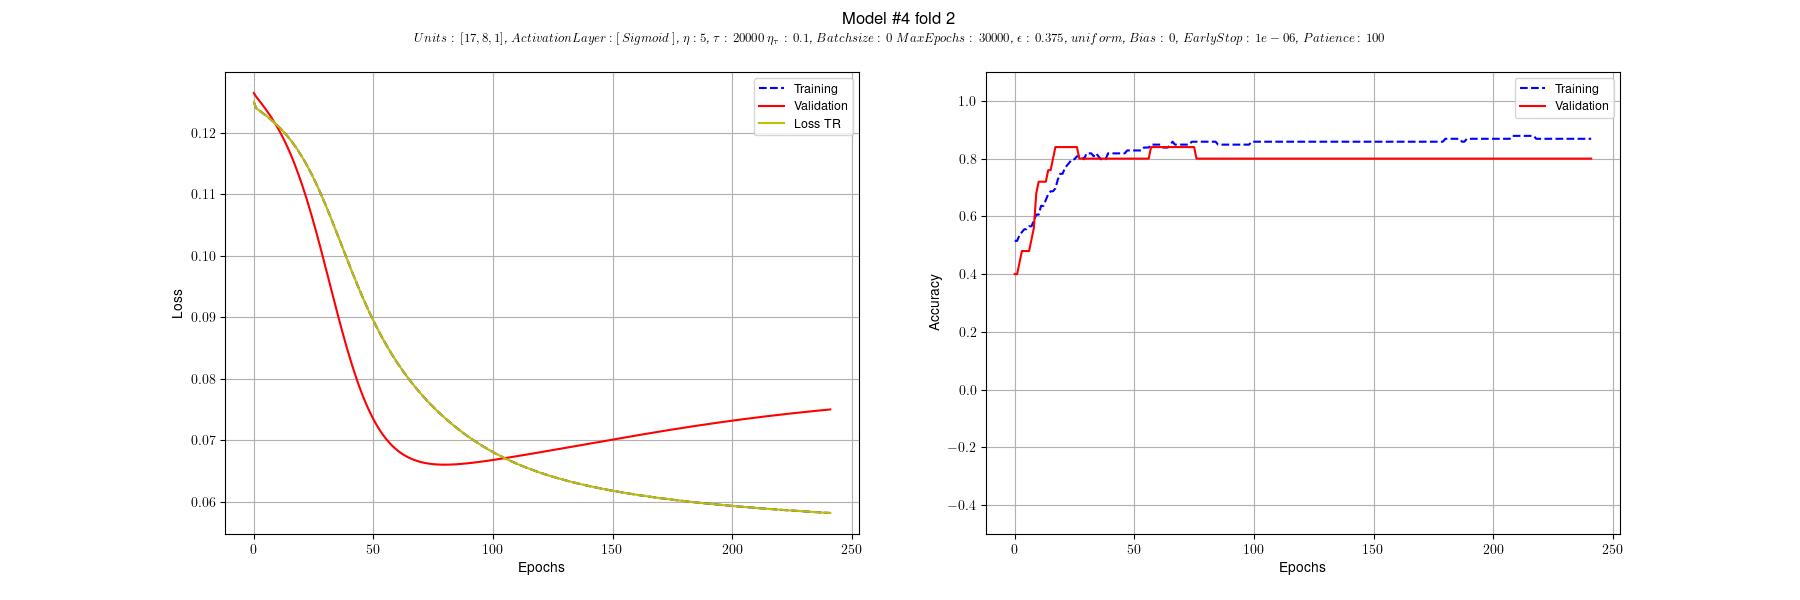 Model #4 fold 2
Units : [17, 8, 1], ActivationLayer : [ Sigmoid ], η : 5, τ : 20000 η_τ : 0.1, Batchsize : 0 MaxEpochs : 30000, ϵ : 0.375, uniform, Bias : 0, EarlyStop : 1e − 06, Patience : 100
Training
Validation
Loss TR
0.12
0.11
0.10
0.09
0.08
0.07
0.06
Loss
0
50
100
150
200
250
Epochs
Training
Validation
1.0
0.8
0.6
0.4
0.2
0.0
−0.2
−0.4
Accuracy
0
50
100
150
200
250
Epochs